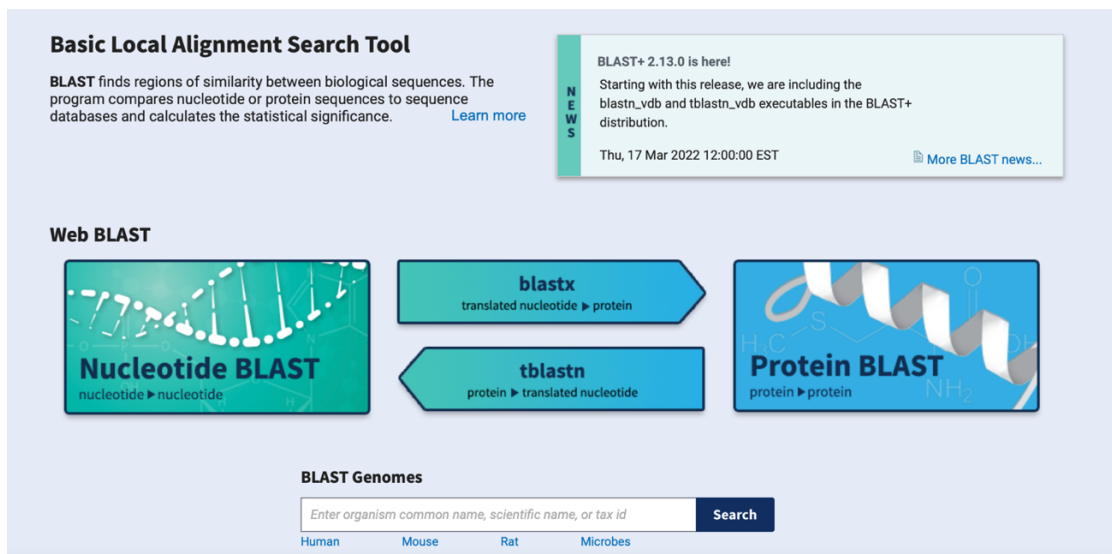 Basic Local Alignment Search Tool
BLAST finds regions of similarity between biological sequences. The
program compares nucleotide or protein sequences to sequence
databases and calculates the statistical significance. Learn more
NEWS
BLAST+ 2.13.0 is here!
Starting with this release, we are including the
blastn_vdb and tblastn_vdb executables in the BLAST+
distribution.
Thu, 17 Mar 2022 12:00:00 EST
More BLAST news...
Web BLAST
Nucleotide BLAST
nucleotide ▶ nucleotide
blastx
translated nucleotide ▶ protein
tblastn
protein ▶ translated nucleotide
Protein BLAST
protein ▶ protein
O
S
H₃C
OH
NH₂
BLAST Genomes
Enter organism common name, scientific name, or tax id
Search
Human Mouse Rat Microbes